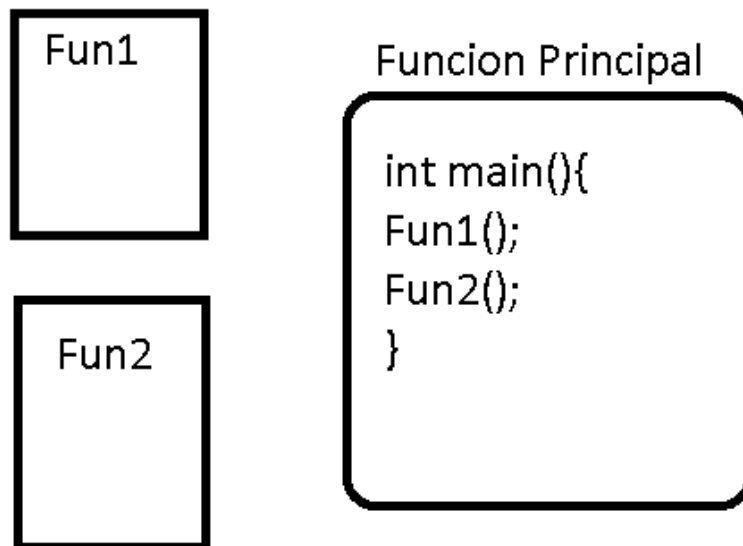 Fun1
Fun2
Funcion Principal
int main(){
Fun1();
Fun2();
}